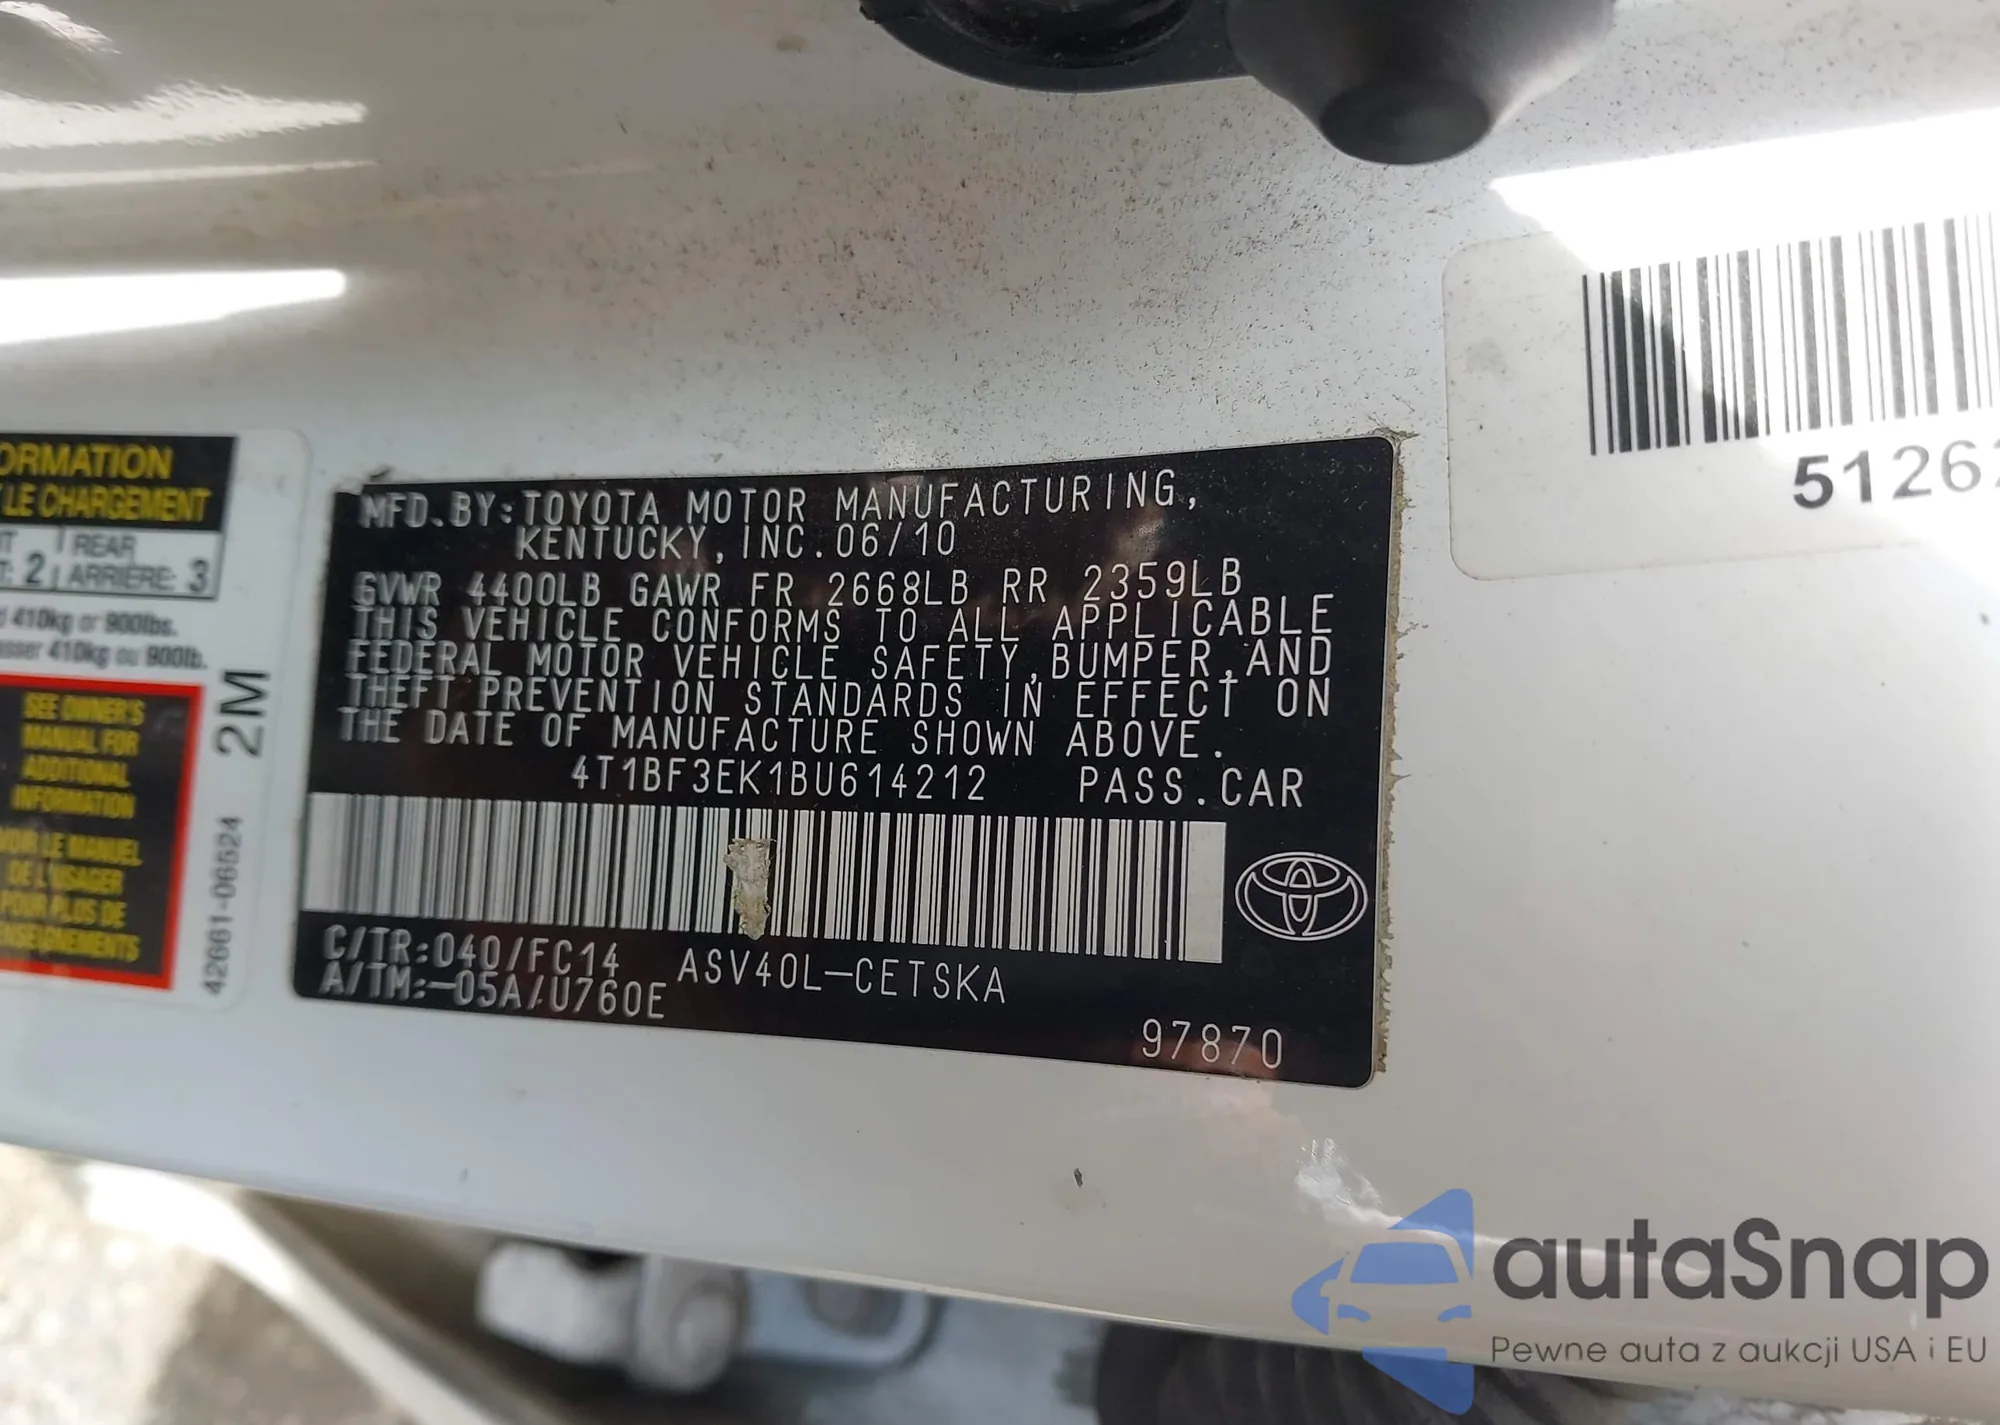 ORMATION
LE CHARGEMENT
REAR
2 ARRIÈRE: 3
410kg or 900lbs.
sser 410kg ou 900lb.
SEE OWNER'S
MANUAL FOR
ADDITIONAL
INFORMATION
VOIR LE MANUEL
DE L'USAGER
POUR PLUS DE
ENSEIGNEMENTS
42661-06524 2M
MFD.BY:TOYOTA MOTOR MANUFACTURING,
KENTUCKY,INC.06/10
GVWR 4400LB GAWR FR 2668LB RR 2359LB
THIS VEHICLE CONFORMS TO ALL APPLICABLE
FEDERAL MOTOR VEHICLE SAFETY,BUMPER,AND
THEFT PREVENTION STANDARDS IN EFFECT ON
THE DATE OF MANUFACTURE SHOWN ABOVE.
4T1BF3EK1BU614212 PASS.CAR
C/TR:040/FC14 ASV40L-CETSKA
A/TM:-05A/U760E
97870
5126
autaSnap
Pewne auta z aukcji USA i EU